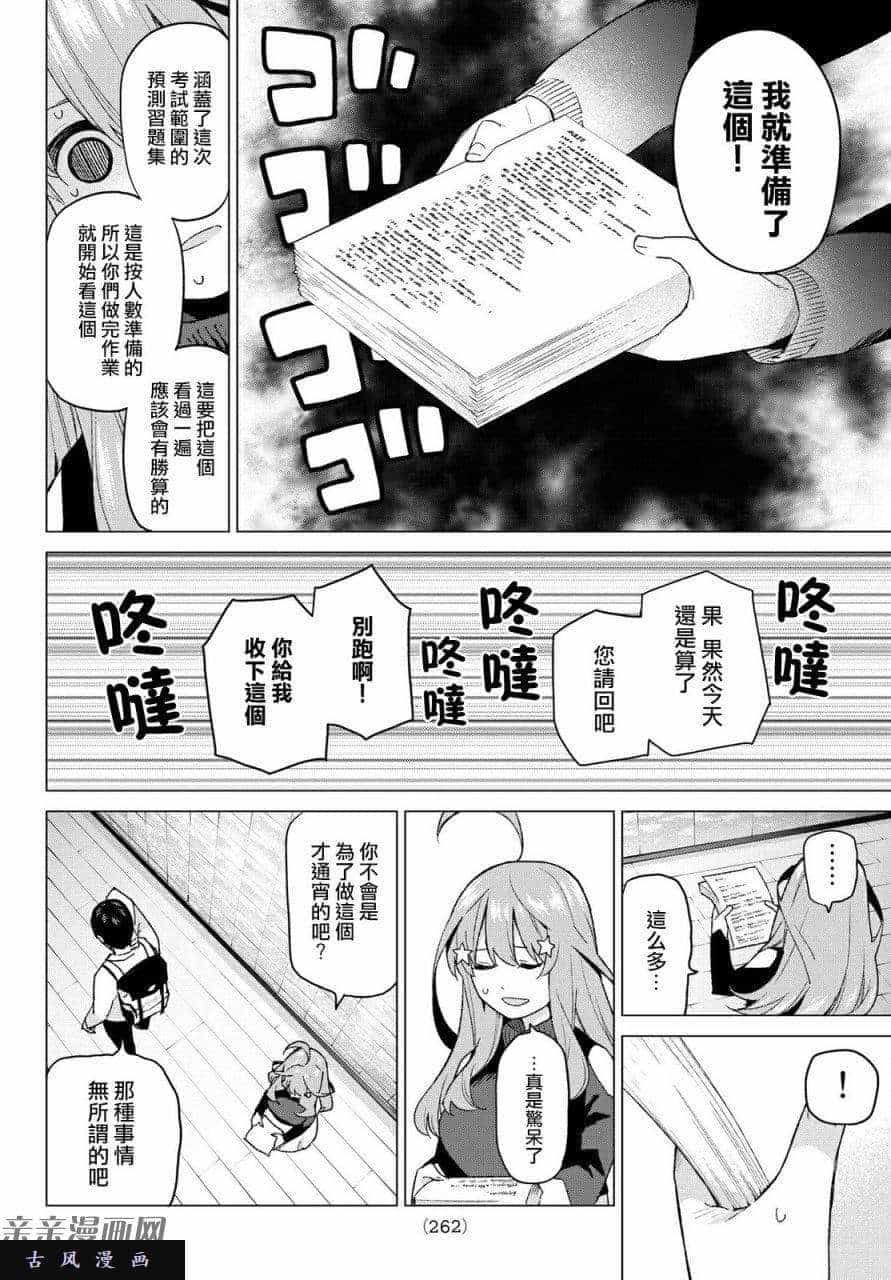 我就準備了
這個！
ゴゴゴゴ
涵蓋了這次
考試範圍的
預測習題集
這是按人數準備的
所以你們做完作業
就開始看這個
這要把這個
看過一遍
應該會有勝算的
咚噠
果 果然今天
還是算了
您請回吧
咚噠
咚噠
別跑啊！
你給我
收下這個
咚噠
……
這么多…
！
…真是驚呆了
你不會是
為了做這個
才通宵的吧？
那種事情
無所謂的吧
（262）
亲亲漫画网
古风漫画